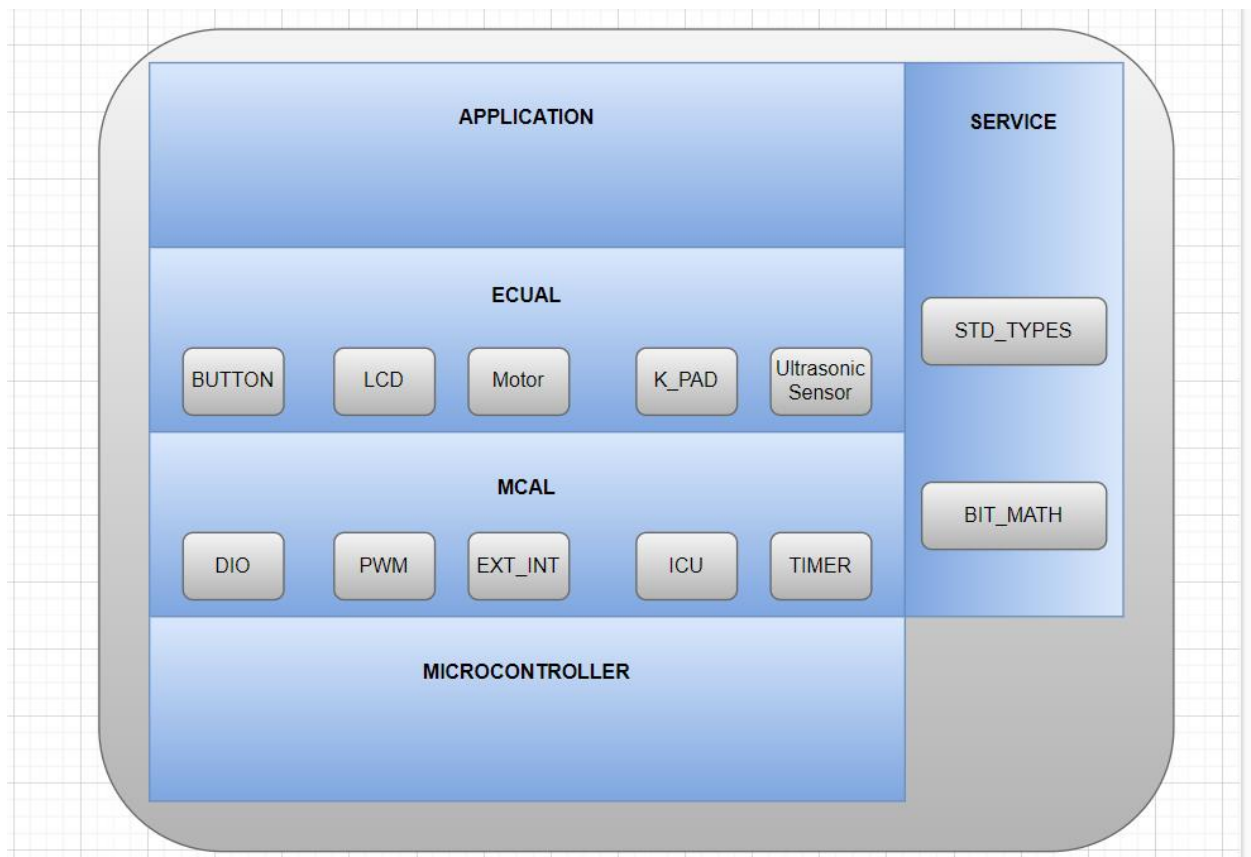 APPLICATION
SERVICE
ECUAL
BUTTON
LCD
Motor
K_PAD
Ultrasonic
Sensor
STD_TYPES
MCAL
DIO
PWM
EXT_INT
ICU
TIMER
BIT_MATH
MICROCONTROLLER